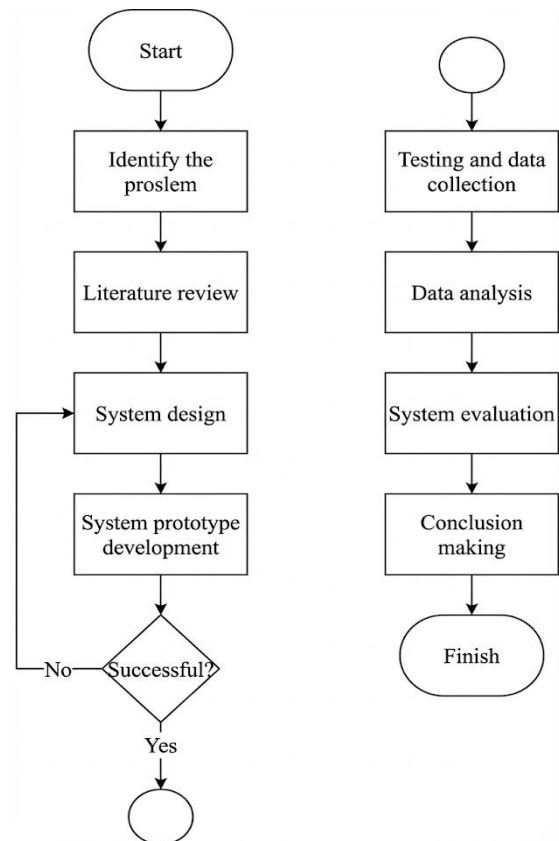 Start
Identify the
proslem
Literature review
System design
System prototype
development
Successful?
No
Yes
Testing and data
collection
Data analysis
System evaluation
Conclusion
making
Finish